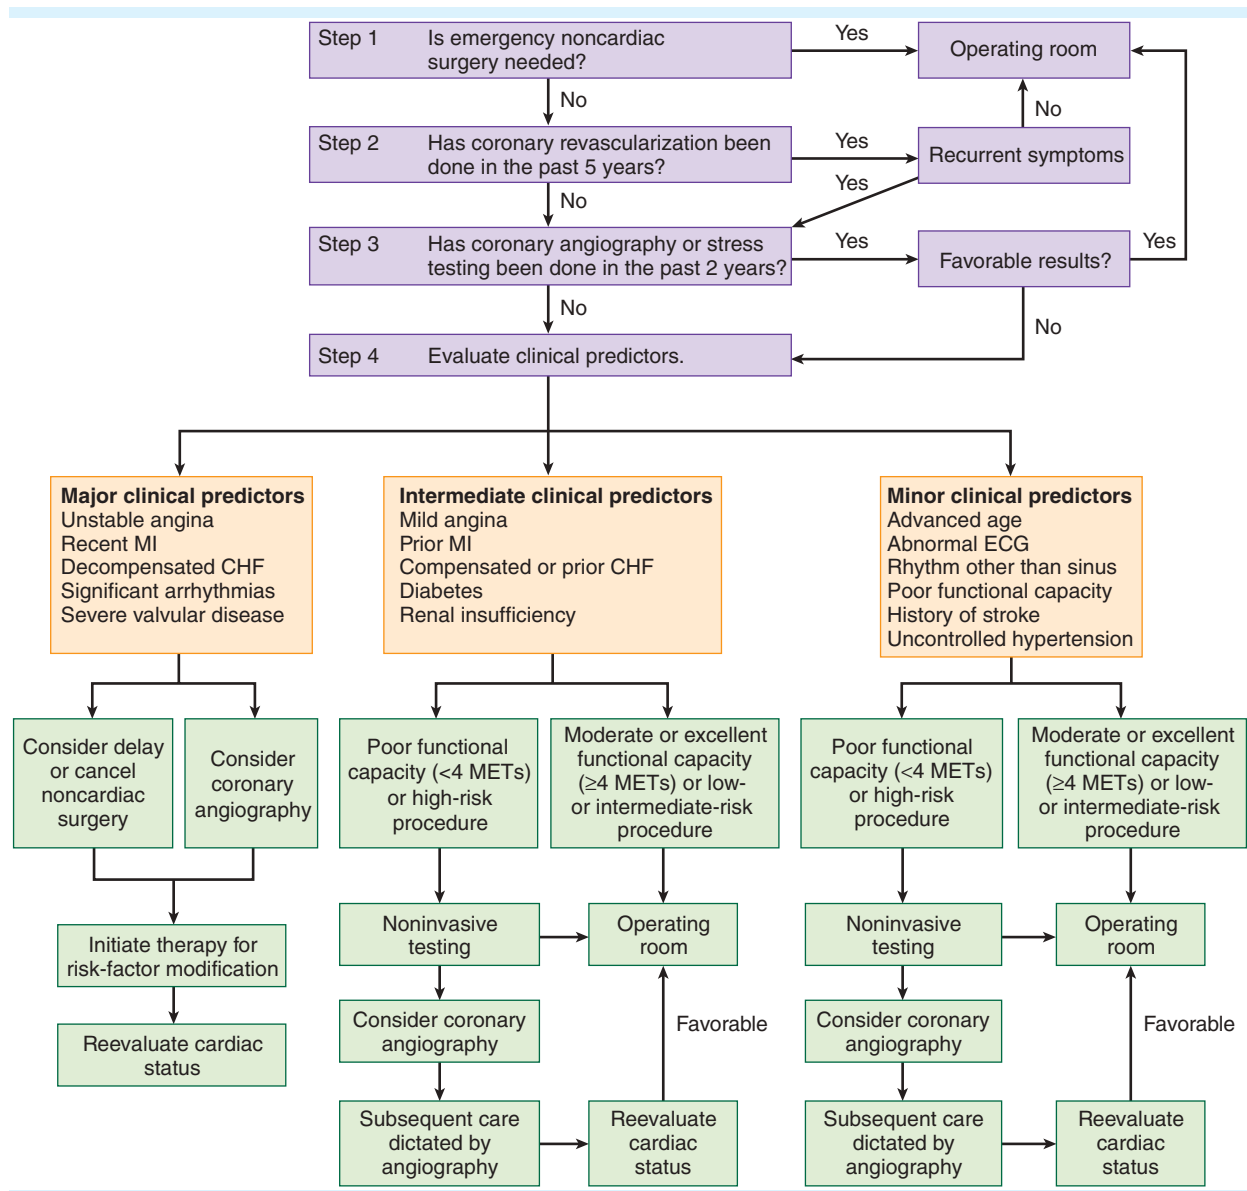 Step 1 Is emergency noncardiac
surgery needed?
Yes
Operating room
No
No
Step 2 Has coronary revascularization been
done in the past 5 years?
Yes
Recurrent symptoms
Yes
No
Step 3 Has coronary angiography or stress
testing been done in the past 2 years?
Yes
Favorable results?
Yes
No
No
Step 4 Evaluate clinical predictors.
Major clinical predictors
Unstable angina
Recent MI
Decompensated CHF
Significant arrhythmias
Severe valvular disease
Intermediate clinical predictors
Mild angina
Prior MI
Compensated or prior CHF
Diabetes
Renal insufficiency
Minor clinical predictors
Advanced age
Abnormal ECG
Rhythm other than sinus
Poor functional capacity
History of stroke
Uncontrolled hypertension
Consider delay
or cancel
noncardiac
surgery
Consider
coronary
angiography
Initiate therapy for
risk-factor modification
Reevaluate cardiac
status
Poor functional
capacity (<4 METs)
or high-risk
procedure
Moderate or excellent
functional capacity
(≥4 METs) or low-
or intermediate-risk
procedure
Noninvasive
testing
Operating
room
Consider coronary
angiography
Favorable
Subsequent care
dictated by
angiography
Reevaluate
cardiac
status
Poor functional
capacity (<4 METs)
or high-risk
procedure
Moderate or excellent
functional capacity
(≥4 METs) or low-
or intermediate-risk
procedure
Noninvasive
testing
Operating
room
Consider coronary
angiography
Favorable
Subsequent care
dictated by
angiography
Reevaluate
cardiac
status